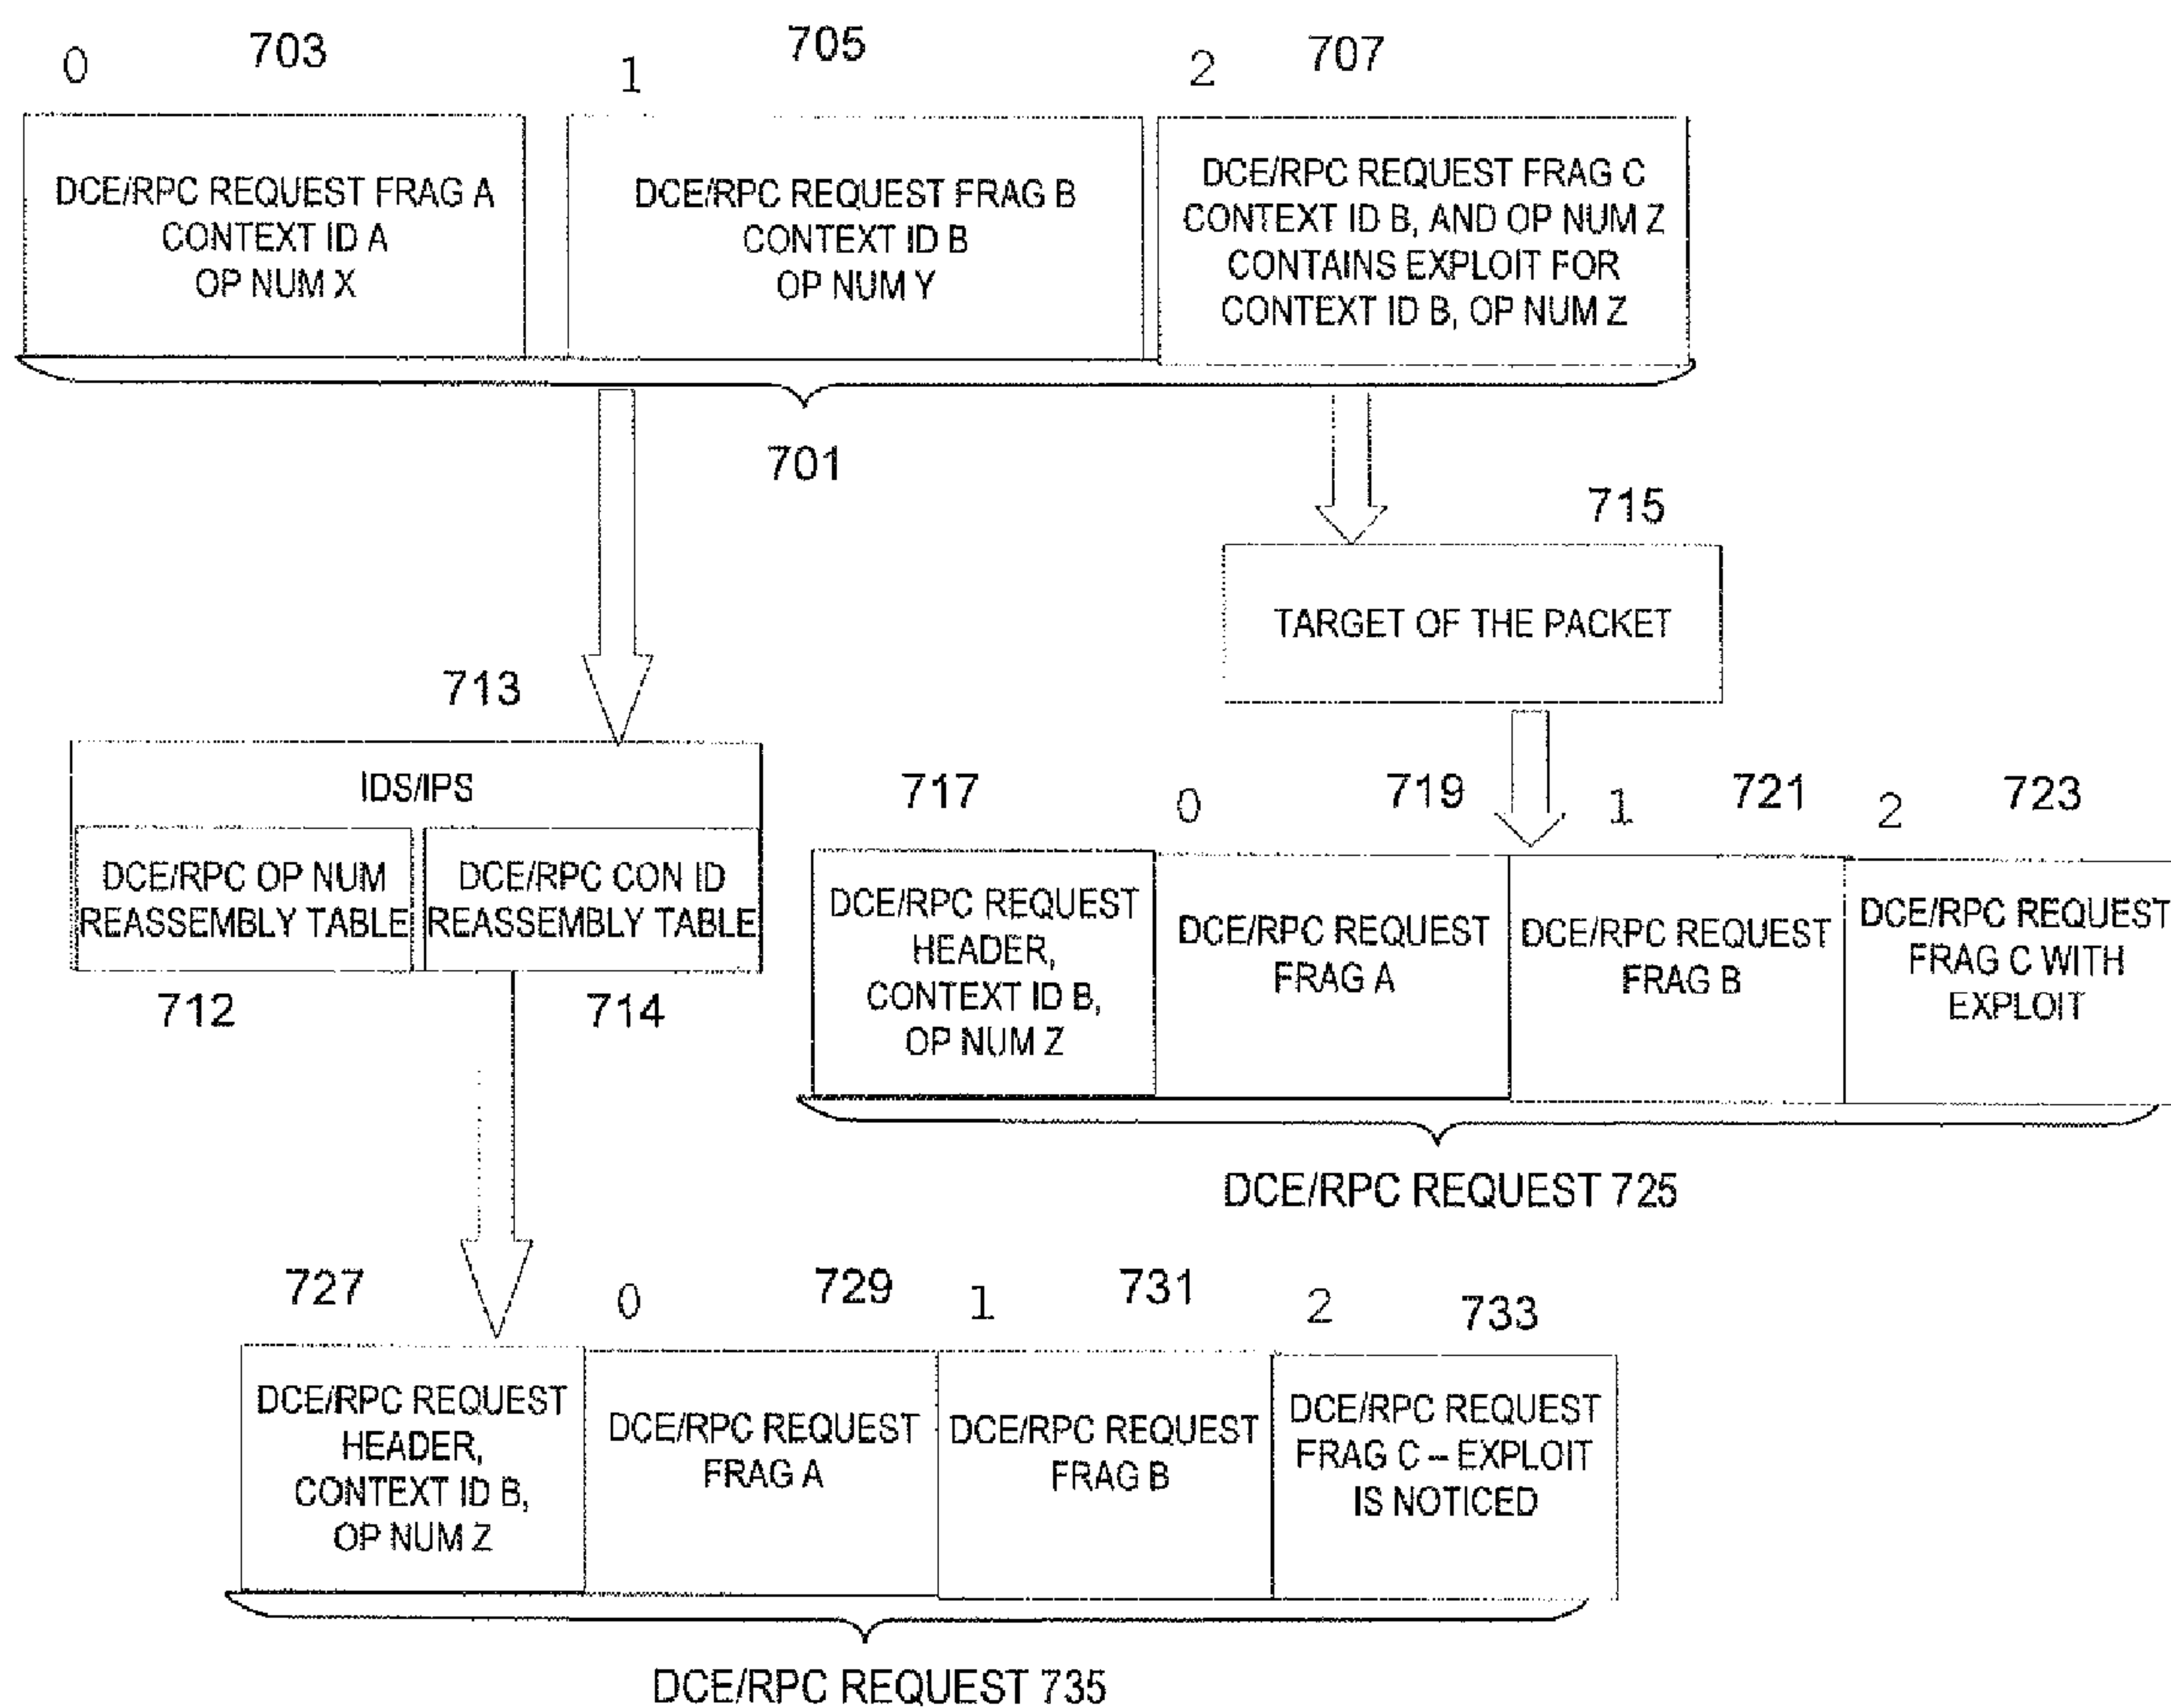 0
703
1
705
2
707
DCE/RPC REQUEST FRAG A
CONTEXT ID A
OP NUM X
DCE/RPC REQUEST FRAG B
CONTEXT ID B
OP NUM Y
DCE/RPC REQUEST FRAG C
CONTEXT ID B, AND OP NUM Z
CONTAINS EXPLOIT FOR
CONTEXT ID B, OP NUM Z
701
715
TARGET OF THE PACKET
713
IDS/IPS
DCE/RPC OP NUM
REASSEMBLY TABLE
DCE/RPC CON ID
REASSEMBLY TABLE
712
714
717
0
719
1
721
2
723
DCE/RPC REQUEST
HEADER,
CONTEXT ID B,
OP NUM Z
DCE/RPC REQUEST
FRAG A
DCE/RPC REQUEST
FRAG B
DCE/RPC REQUEST
FRAG C WITH
EXPLOIT
DCE/RPC REQUEST 725
727
0
729
1
731
2
733
DCE/RPC REQUEST
HEADER,
CONTEXT ID B,
OP NUM Z
DCE/RPC REQUEST
FRAG A
DCE/RPC REQUEST
FRAG B
DCE/RPC REQUEST
FRAG C – EXPLOIT
IS NOTICED
DCE/RPC REQUEST 735